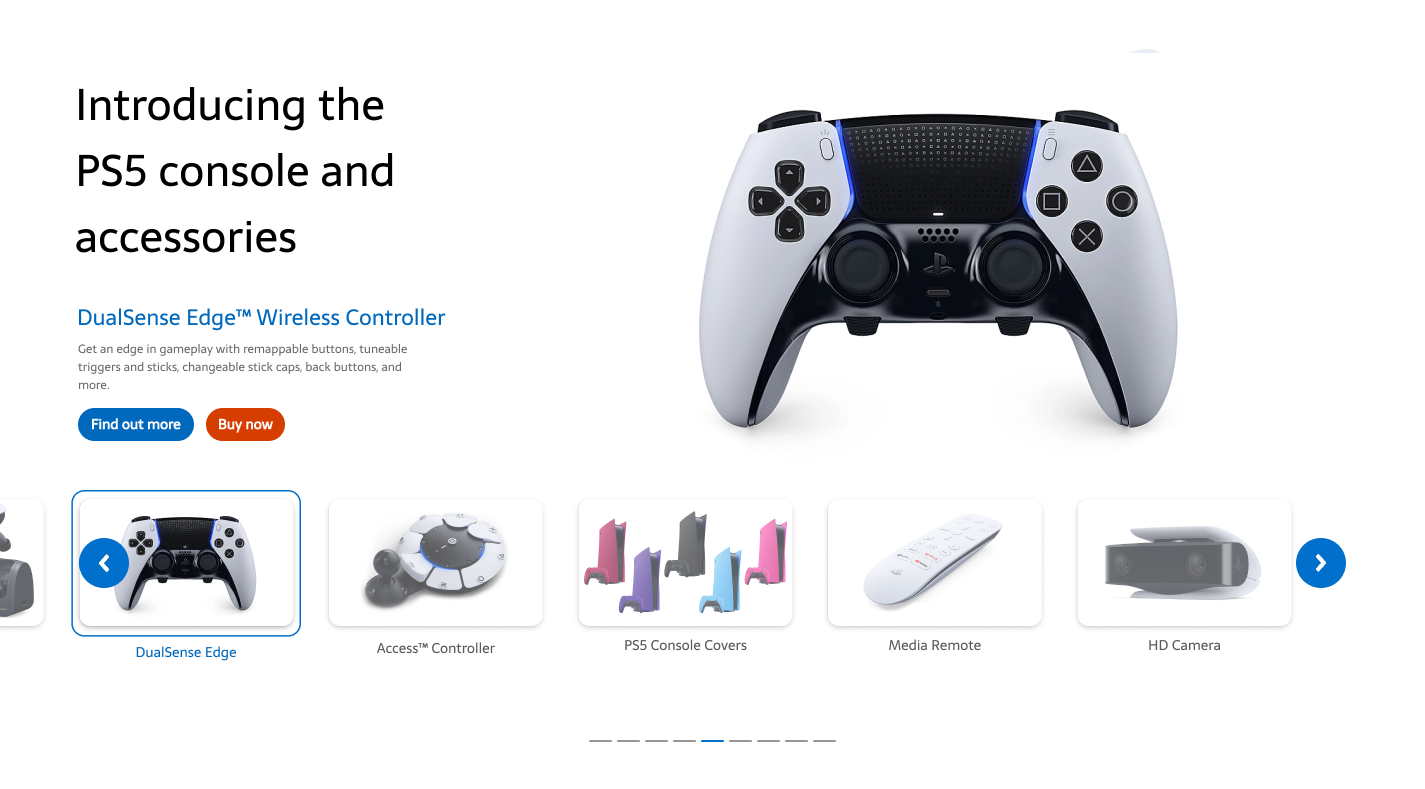 Introducing the
PS5 console and
accessories
DualSense Edge™ Wireless Controller
Get an edge in gameplay with remappable buttons, tuneable
triggers and sticks, changeable stick caps, back buttons, and
more.
Find out more
Buy now
DualSense Edge
Access™ Controller
PS5 Console Covers
Media Remote
HD Camera